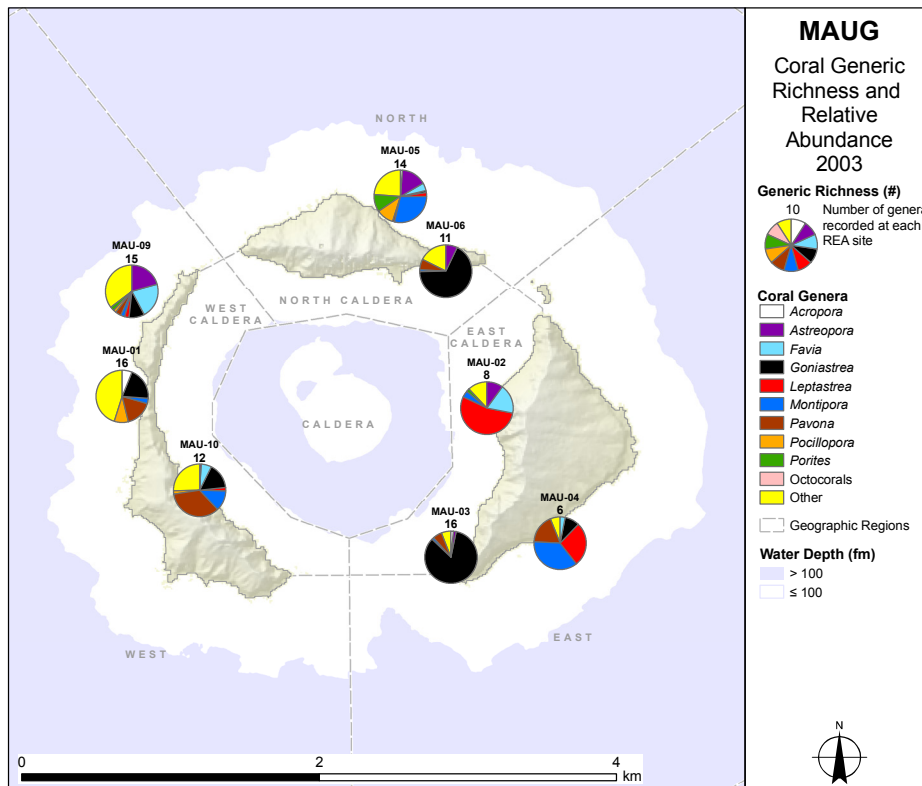 NORTH
MAU-05
14
MAU-06
11
MAU-09
15
NORTH CALDERA
WEST
CALDERA
EAST
CALDERA
MAU-01
16
MAU-02
8
CALDERA
MAU-10
12
MAU-03
16
MAU-04
6
WEST
EAST
0
2
4
km
MAUG
Coral Generic
Richness and
Relative
Abundance
2003
Generic Richness (#)
10
Number of genera
recorded at each
REA site
Coral Genera
Acropora
Astreopora
Favia
Goniastrea
Leptastrea
Montipora
Pavona
Pocillopora
Porites
Octocorals
Other
Geographic Regions
Water Depth (fm)
> 100
≤ 100
N